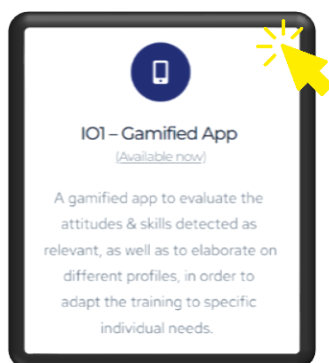 IO1 – Gamified App
(Available now)
A gamified app to evaluate the
attitudes & skills detected as
relevant, as well as to elaborate on
different profiles, in order to
adapt the training to specific
individual needs.